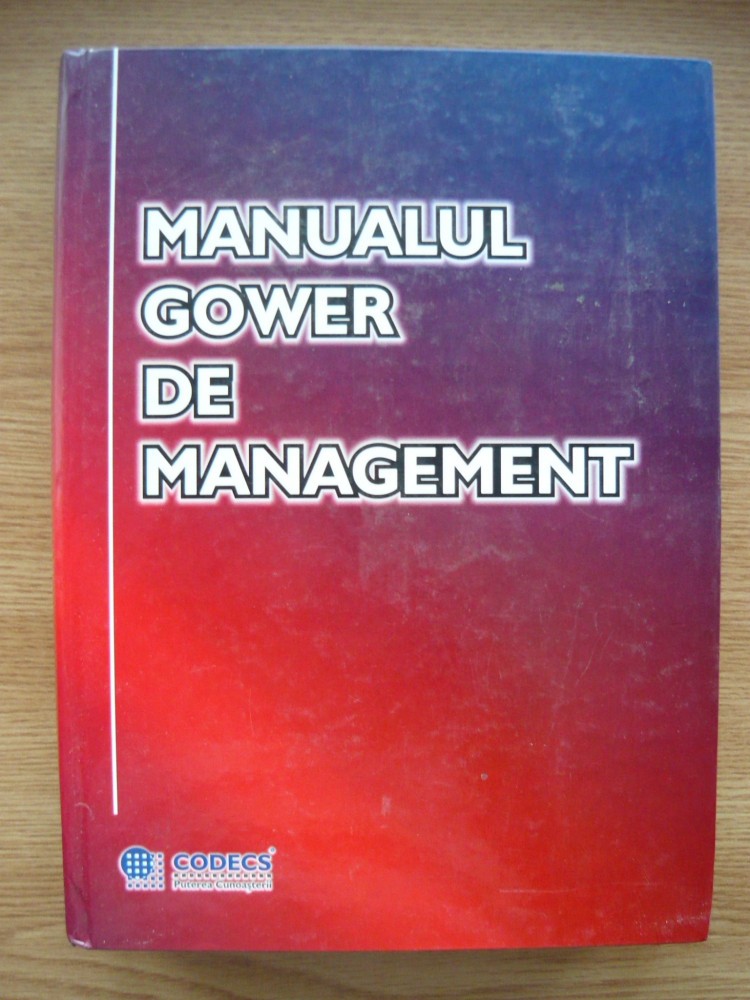 MANUALUL
GOWER
DE
MANAGEMENT
CODECS
Puterea Cunoașterii